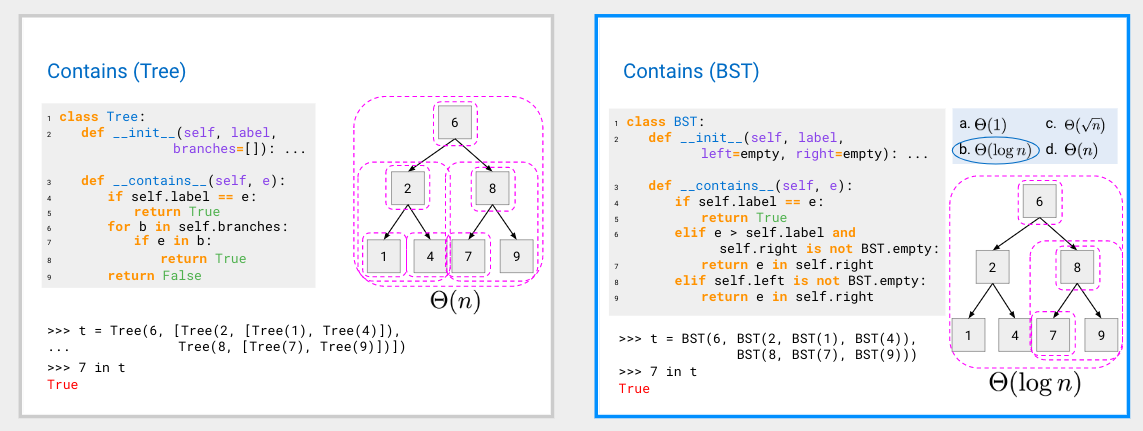 Contains (Tree)
1 class Tree:
2 def __init__(self, label,
branches=[]): ...
3 def __contains__(self, e):
4 if self.label == e:
5 return True
6 for b in self.branches:
7 if e in b:
8 return True
9 return False
6
2 8
1 4 7 9
Θ(n)
>>> t = Tree(6, [Tree(2, [Tree(1), Tree(4)]),
... Tree(8, [Tree(7), Tree(9)])])
>>> 7 in t
True
Contains (BST)
1 class BST:
2 def __init__(self, label,
left=empty, right=empty): ...
3 def __contains__(self, e):
4 if self.label == e:
5 return True
6 elif e > self.label and
self.right is not BST.empty:
7 return e in self.right
8 elif self.left is not BST.empty:
9 return e in self.right
a. Θ(1) c. Θ(√n)
b. Θ(log n) d. Θ(n)
6
2 8
1 4 7 9
Θ(log n)
>>> t = BST(6, BST(2, BST(1), BST(4)),
BST(8, BST(7), BST(9)))
>>> 7 in t
True